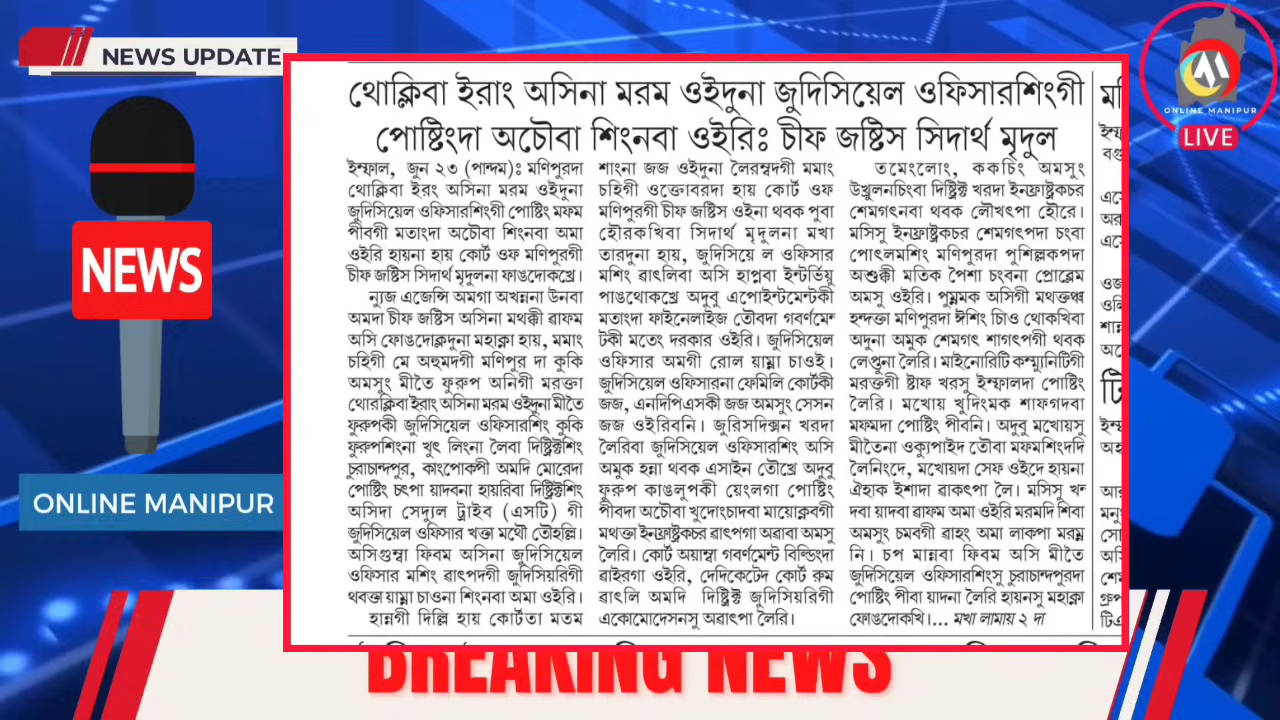 NEWS UPDATE
NEWS
ONLINE MANIPUR
ONLINE MANIPUR
LIVE
থোক্লিবা ইরাং অসিনা মরম ওইদুনা জুদিসিয়েল ওফিসারশিংগী
পোষ্টিংদা অচৌবা শিংনবা ওইরিঃ চীফ জষ্টিস সিদার্থ মৃদুল
ইম্ফাল, জুন ২৩ (পান্দম)ঃ মণিপুরদা
থোক্লিবা ইরং অসিনা মরম ওইদুনা
জুদিসিয়েল ওফিসারশিংগী পোষ্টিং মফম
পীবগী মতাংদা অচৌবা শিংনবা অমা
ওইরি হায়না হায় কোর্ট ওফ মণিপুরগী
চীফ জষ্টিস সিদার্থ মৃদুলনা ফাঙদোকখ্রে।
ন্যূজ এজেন্সি অমগা অখন্ননা উনবা
অমদা চীফ জষ্টিস অসিনা মথক্কী ৱাফম
অসি ফোঙদোক্লদুনা মহাক্না হায়, মমাং
চহিগী মে অহুমদগী মণিপুর দা কুকি
অমসুং মীতৈ ফুরুপ অনিগী মরক্তা
থোরক্লিবা ইরাং অসিনা মরম ওইদুনা মীতৈ
ফুরুপকী জুদিসিয়েল ওফিসারশিং কুকি
ফুরুপশিংনা খুৎ লিংনা লৈবা দিষ্ট্রিক্টশিং
চুরাচান্দপুর, কাংপোকপী অমদি মোরেদা
পোষ্টিং চৎপা য়াদবনা হায়রিবা দিষ্ট্রিক্টশিং
অসিদা সেদ্যুল ট্রাইব (এসটি) গী
জুদিসিয়েল ওফিসার খক্তা মথৌ তৌহল্লি।
অসিগুম্বা ফিবম অসিনা জুদিসিয়েল
ওফিসার মশিং ৱাৎপদগী জুদিসিয়রিগী
থবক্তা য়াম্না চাওনা শিংনবা অমা ওইরি।
হান্নগী দিল্লি হায় কোর্টতা মতম
শাংনা জজ ওইদুনা লৈরম্বদগী মমাং
চহিগী ওক্তোবরদা হায় কোর্ট ওফ
মণিপুরগী চীফ জষ্টিস ওইনা থবক পুবা
হৌরকখিবা সিদার্থ মৃদুলনা মখা
তারদুনা হায়, জুদিসিয়ে ল ওফিসার
মশিং ৱাৎলিবা অসি হাপ্নবা ইন্টর্ভিয়ু
পাঙথোকখ্রে অদুবু এপোইন্টমেন্টকী
মতাংদা ফাইনেলাইজ তৌবদা গবর্ণমেন্
টকী মতেং দরকার ওইরি। জুদিসিয়েল
ওফিসার অমগী রোল য়াম্না চাওই।
জুদিসিয়েল ওফিসারনা ফেমিলি কোর্টকী
জজ, এনদিপিএসকী জজ অমসুং সেসন
জজ ওইরিবনি। জুরিসদিক্সন খরদা
লৈরিবা জুদিসিয়েল ওফিসারশিং অসি
অমুক হন্না থবক এসাইন তৌখ্রে অদুবু
ফুরুপ কাঙলুপকী য়েংলগা পোষ্টিং
পীবদা অচৌবা খুদোংচাদবা মায়োক্নবগী
মথক্তা ইনফ্রাষ্ট্রকচর ৱাৎপগা অৱাবা অমসু
লৈরি। কোর্ট অয়াম্বা গবর্ণমেন্ট বিল্ডিংদা
ৱাইরগা ওইরি, দেদিকেটেদ কোর্ট রুম
ৱাৎলি অমদি দিষ্ট্রিক্ট জুদিসিয়রিগী
একোমোদেসনসু অৱাৎপা লৈরি।
তমেংলোং, ককচিং অমসুং
উখ্রুলনচিংবা দিষ্ট্রিক্ট খরদা ইনফ্রাষ্ট্রকচর
শেমগৎনবা থবক লৌখৎপা হৌরে।
মসিসু ইনফ্রাষ্ট্রকচর শেমগৎপদা চংবা
পোৎলমশিং মণিপুরদা পুশিল্লকপদা
অশুক্কী মতিক পৈশা চংবনা প্রোব্লেম
অমসু ওইরি। পুম্নমক অসিগী মথক্তঞ্চ
হন্দক্তা মণিপুরদা ঈশিং চাও থোকখিবা
অদুনা অমুক শেমগৎ শাগৎপগী থবক
লেপ্তুনা লৈরি। মাইনোরিটি কম্ম্যুনিটিগী
মরক্তগী ষ্টাফ খরসু ইম্ফালদা পোষ্টিং
লৈরি। মখোয় খুদিংমক শাফগদবা
মফমদা পোষ্টিং পীবনি। অদুবু মখোয়সু
মীতৈনা ওক্যুপাইদ তৌবা মফমশিংদদি
লৈনিংদে, মখোয়দা সেফ ওইদে হায়না
ঐহাক ইশাদা ৱাকৎপা লৈ। মসিসু খন্
দবা য়াদবা ৱাফম অমা ওইরি মরমদি শিবা
অমসুং চমবগী ৱাহং অমা লাকপা মরম্ন
নি। চপ মান্নবা ফিবম অসি মীতৈ
জুদিসিয়েল ওফিসারশিংসু চুরাচান্দপুরদা
পোষ্টিং পীবা য়াদনা লৈরি হায়নসু মহাক্না
ফোঙদোকখি।... মখা লামায় ২ দা
BREAKING NEWS